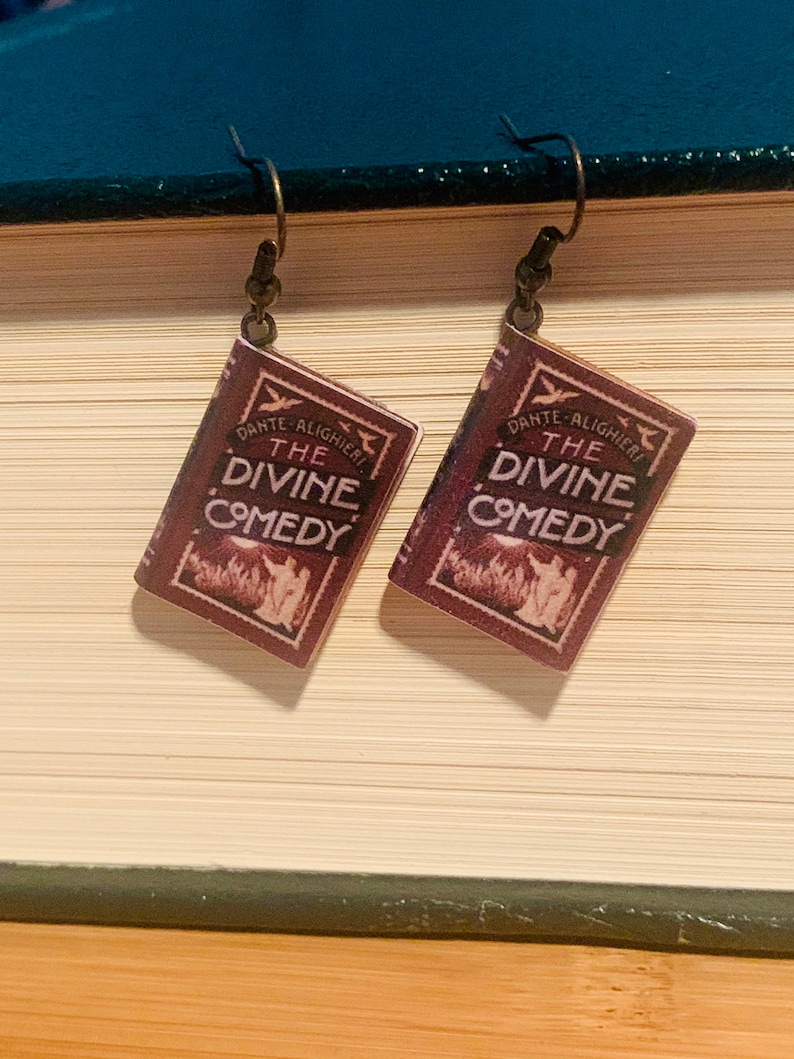 DANTE-ALIGHIERI
THE
DIVINE
COMEDY
DANTE-ALIGHIERI
THE
DIVINE
COMEDY